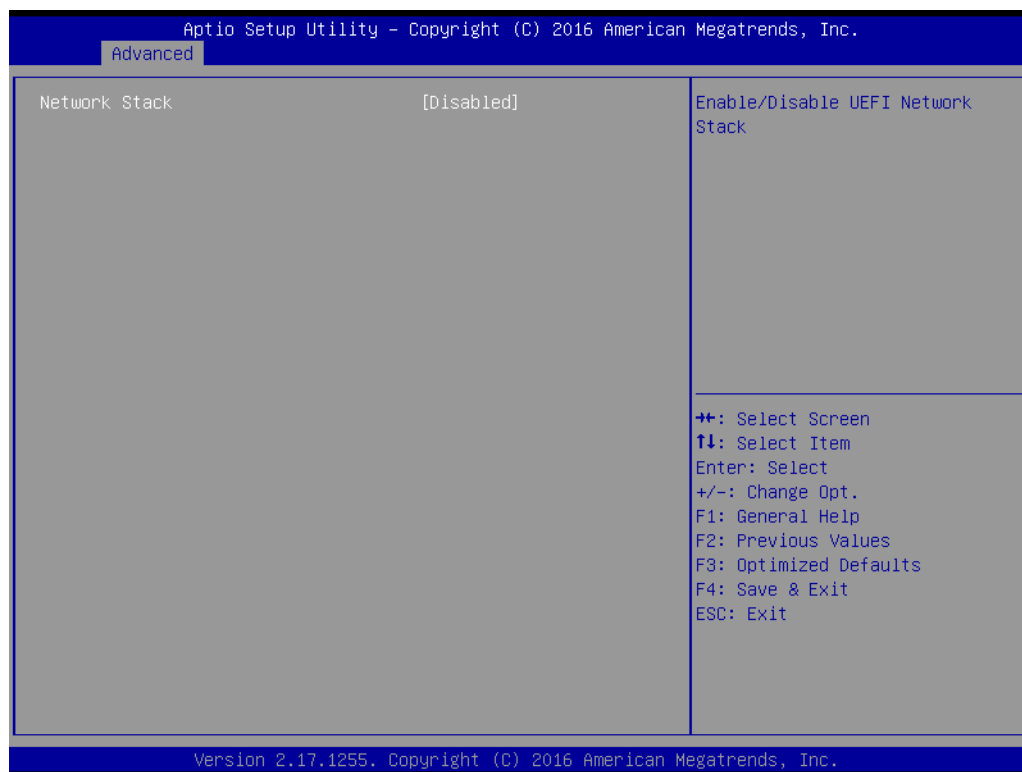 Aptio Setup Utility – Copyright (C) 2016 American Megatrends, Inc.
Advanced
Network Stack [Disabled]
Enable/Disable UEFI Network
Stack
→←: Select Screen
↑↓: Select Item
Enter: Select
+/-: Change Opt.
F1: General Help
F2: Previous Values
F3: Optimized Defaults
F4: Save & Exit
ESC: Exit
Version 2.17.1255. Copyright (C) 2016 American Megatrends, Inc.